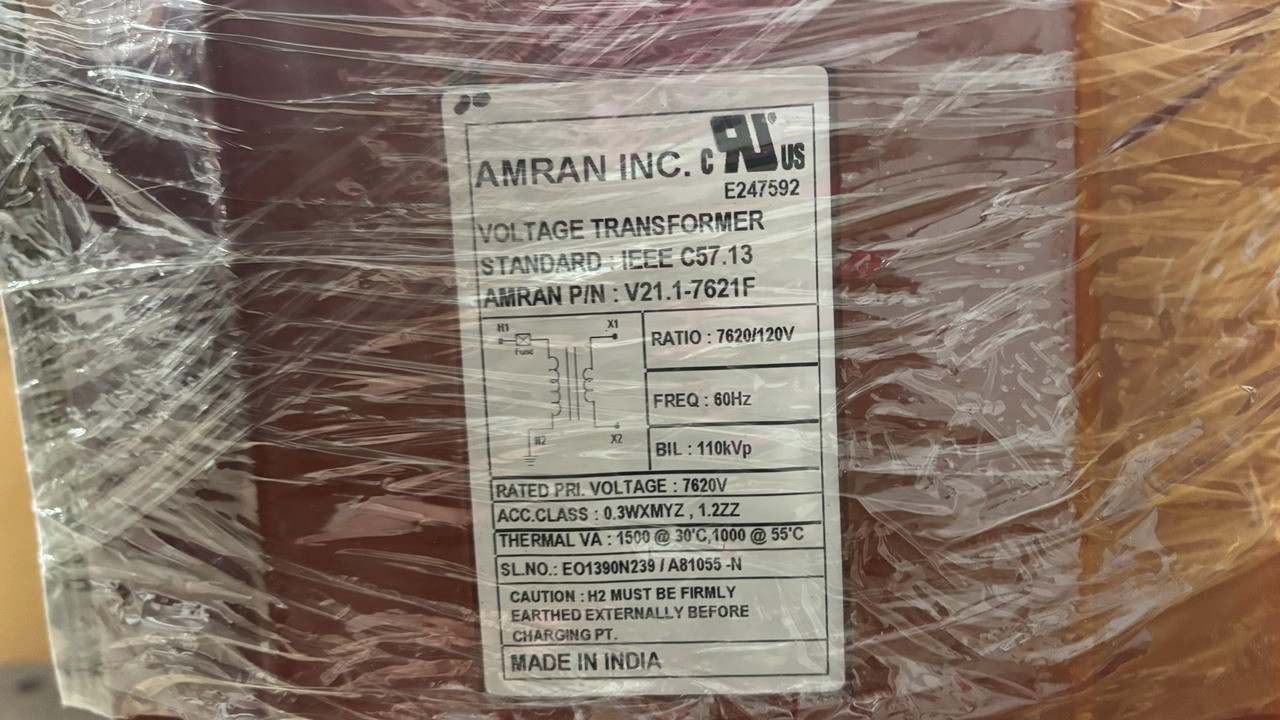 AMRAN INC.
C UR® US
E247592
VOLTAGE TRANSFORMER
STANDARD : IEEE C57.13
AMRAN P/N : V21.1-7621F
H1
Fuse
X1
H2
X2
RATIO : 7620/120V
FREQ : 60Hz
BIL : 110kVp
RATED PRI. VOLTAGE : 7620V
ACC.CLASS : 0.3WXMYZ , 1.2ZZ
THERMAL VA : 1500 @ 30'C,1000 @ 55'C
SL.NO.: EO1390N239 / A81055 -N
CAUTION : H2 MUST BE FIRMLY
EARTHED EXTERNALLY BEFORE
CHARGING PT.
MADE IN INDIA